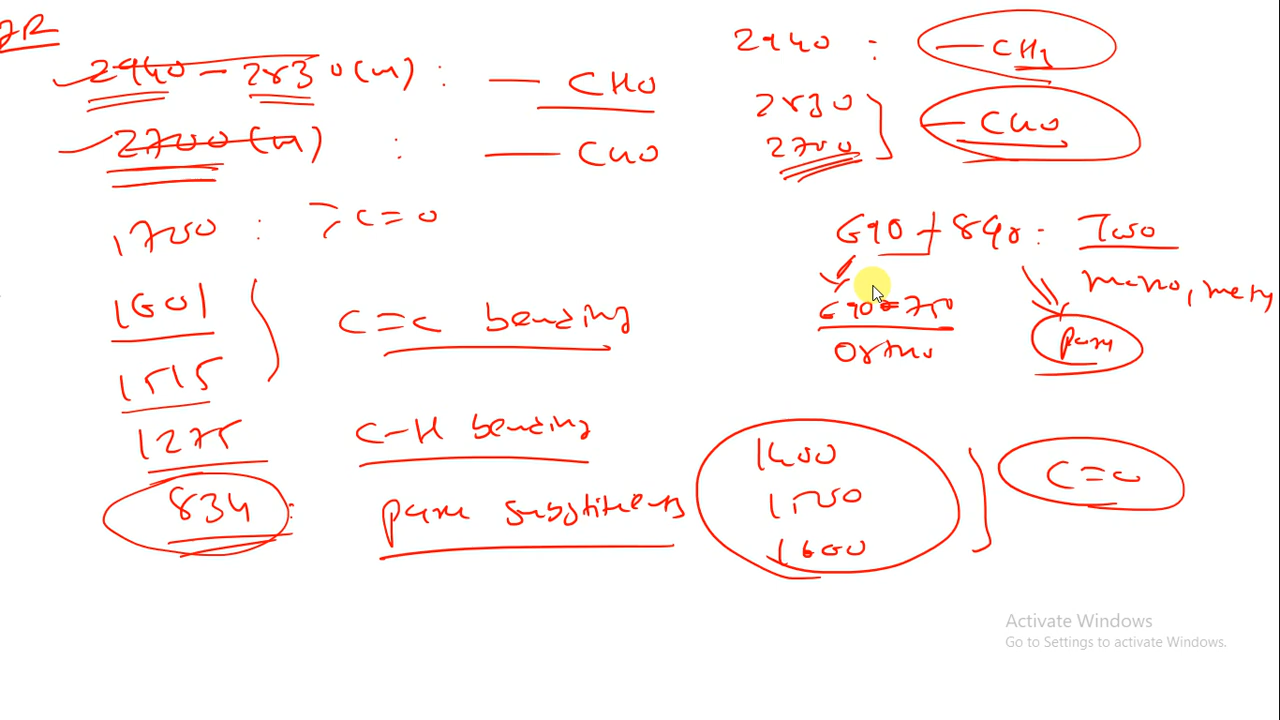 IR
2940 - 2830 (m) : — CHO
2700 (m) : — CHO
1700 : >C=O
1601
1515
C=C bending
1275 C-H bending
834 : para substituents
2940 : — CH3
2830
2700
— CHO
690 + 840 : Two
mono, meta
690 = 750
ortho
para
1400
1500
1600
C=O
Activate Windows
Go to Settings to activate Windows.